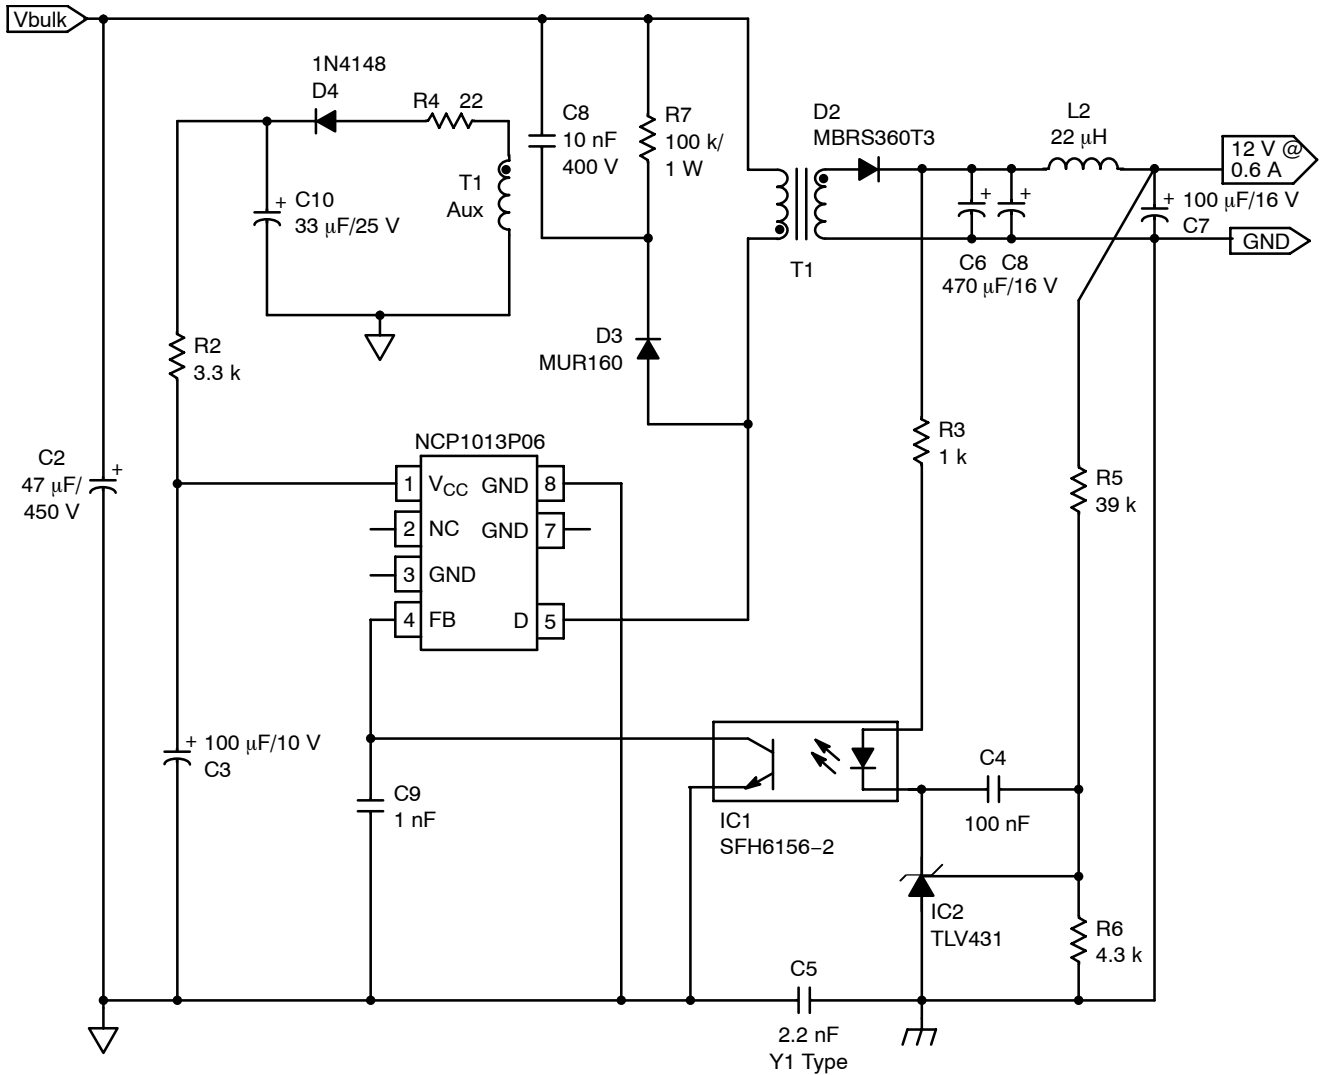 Vbulk
1N4148
D4
R4 22
C8
10 nF
400 V
R7
100 k/
1 W
D2
MBRS360T3
L2
22 μH
12 V @
0.6 A
T1
Aux
+ C10
33 μF/25 V
+
+
+ 100 μF/16 V
C7
GND
T1
C6 C8
470 μF/16 V
R2
3.3 k
D3
MUR160
NCP1013P06
R3
1 k
C2
47 μF/
450 V
+
1 VCC GND 8
2 NC GND 7
3 GND
4 FB D 5
R5
39 k
+ 100 μF/10 V
C3
C9
1 nF
IC1
SFH6156–2
C4
100 nF
IC2
TLV431
R6
4.3 k
C5
2.2 nF
Y1 Type